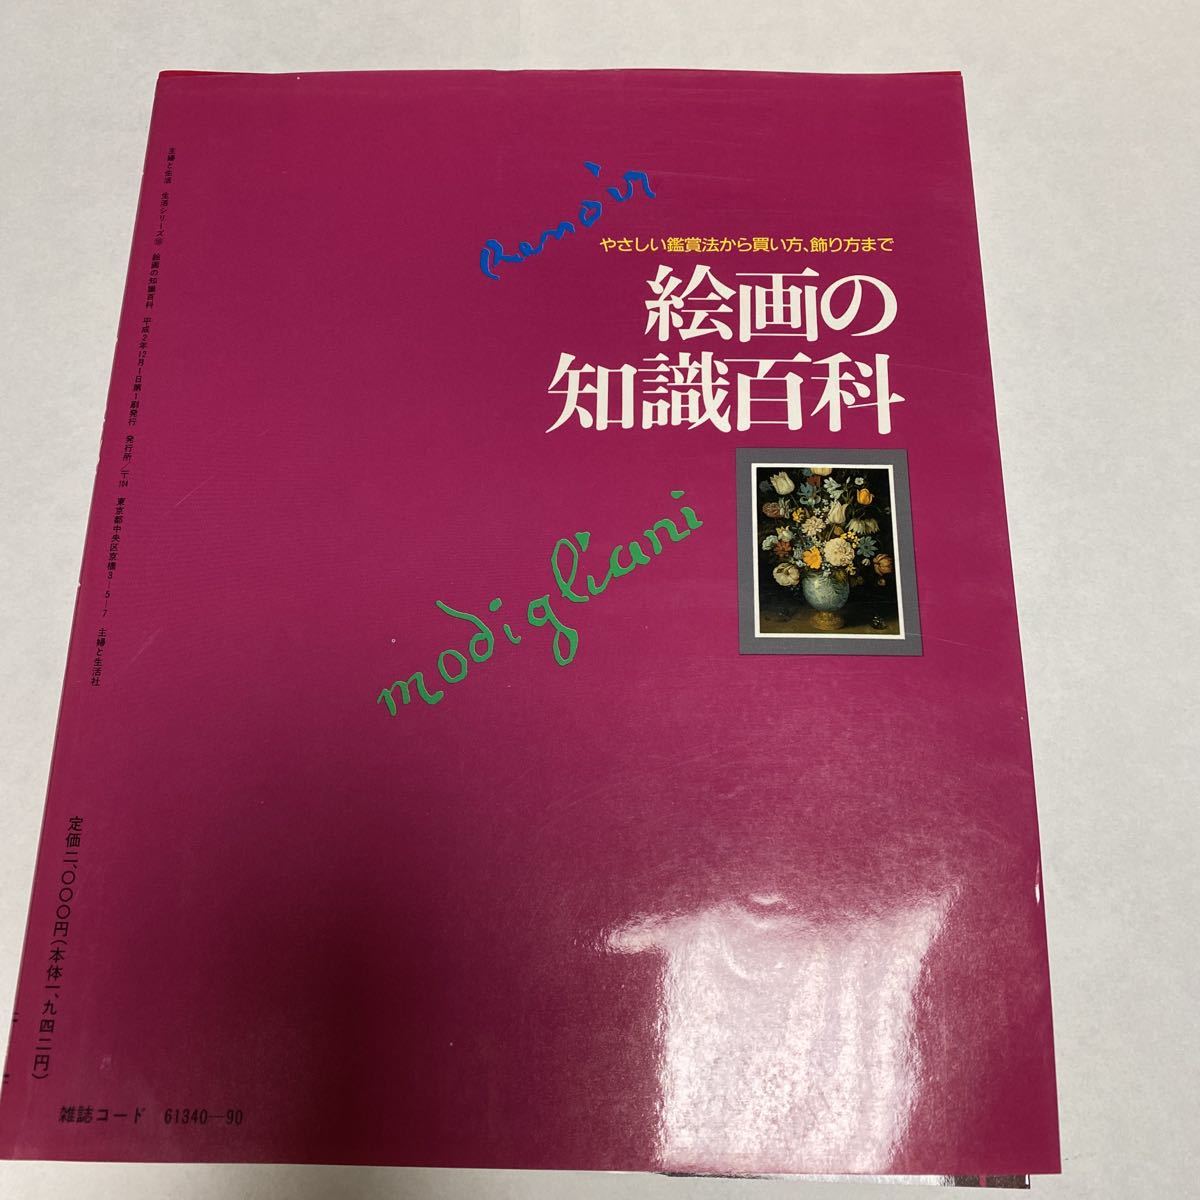 Renoir
やさしい鑑賞法から買い方、飾り方まで
絵画の
知識百科
modigliani
主婦と生活 生活シリーズ 絵画の知識百科 平成2年12月1日第1刷発行 発行所/〒104 東京都中央区京橋3-5-7 主婦と生活社
定価二、〇〇〇円(本体一、九四二円)
雑誌コード 61340-90